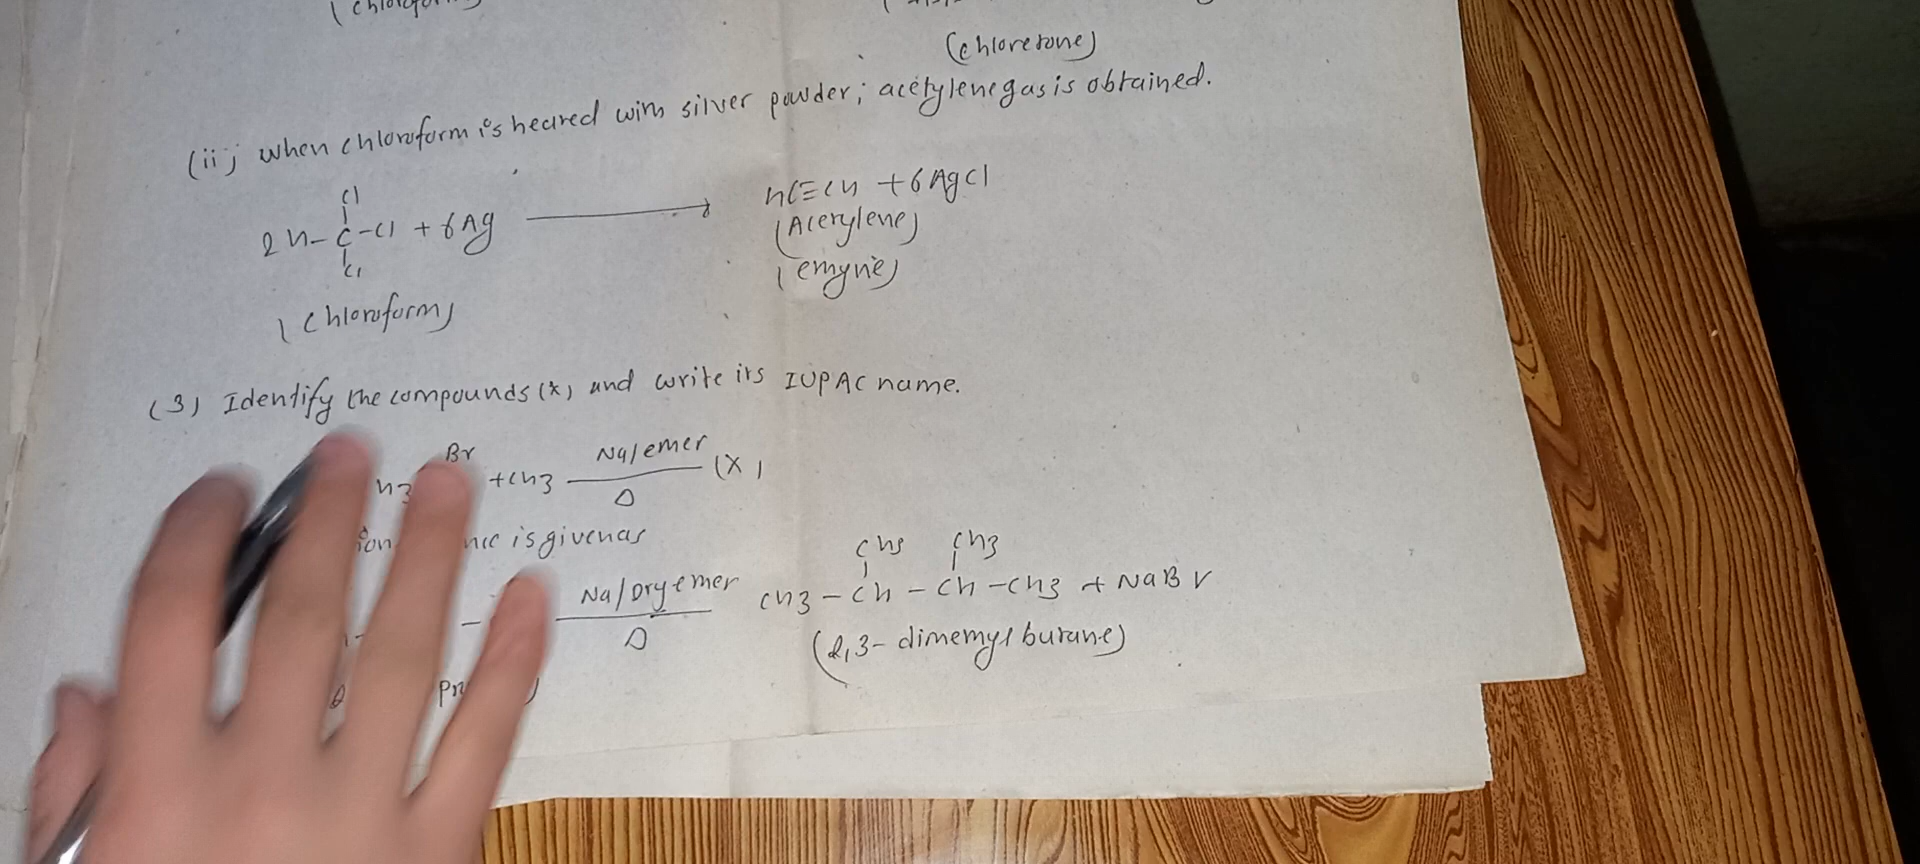 (chloretone)
(ii) when chloroform is heated with silver powder; acetylene gas is obtained.
Cl
2H-C-Cl + 6Ag ⟶ HC≡CH + 6AgCl
Cl
(Acetylene)
(ethyne)
(chloroform)
(3) Identify the compounds (x) and write its IUPAC name.
Br
H3 +CH3 Na/ether (X)
Δ
is given as
CH3 CH3
Na/Dry ether CH3-CH-CH-CH3 + NaBr
Δ
(2,3-dimethyl butane)